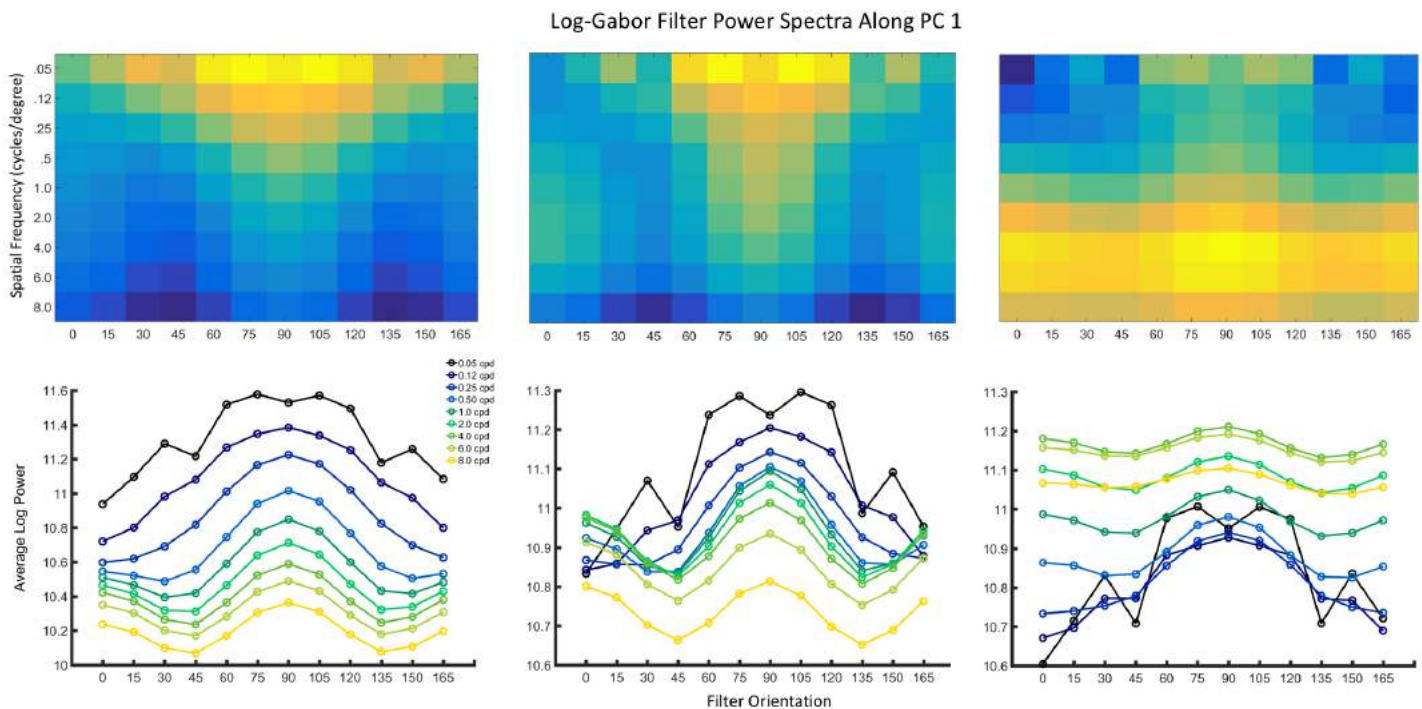 Log-Gabor Filter Power Spectra Along PC 1
Spatial Frequency (cycles/degree)
.05
.12
.25
.5
1.0
2.0
4.0
6.0
8.0
0 15 30 45 60 75 90 105 120 135 150 165
0 15 30 45 60 75 90 105 120 135 150 165
0 15 30 45 60 75 90 105 120 135 150 165
Average Log Power
11.6
11.4
11.2
11
10.8
10.6
10.4
10.2
10
0.05 cpd
0.12 cpd
0.25 cpd
0.50 cpd
1.0 cpd
2.0 cpd
4.0 cpd
6.0 cpd
8.0 cpd
0 15 30 45 60 75 90 105 120 135 150 165
11.3
11.2
11.1
11
10.9
10.8
10.7
10.6
0 15 30 45 60 75 90 105 120 135 150 165
11.3
11.2
11.1
11
10.9
10.8
10.7
10.6
0 15 30 45 60 75 90 105 120 135 150 165
Filter Orientation